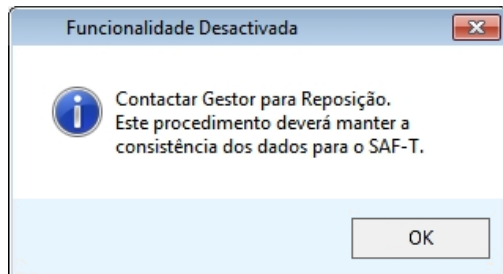 Funcionalidade Desactivada
Contactar Gestor para Reposição.
Este procedimento deverá manter a
consistência dos dados para o SAF-T.
OK